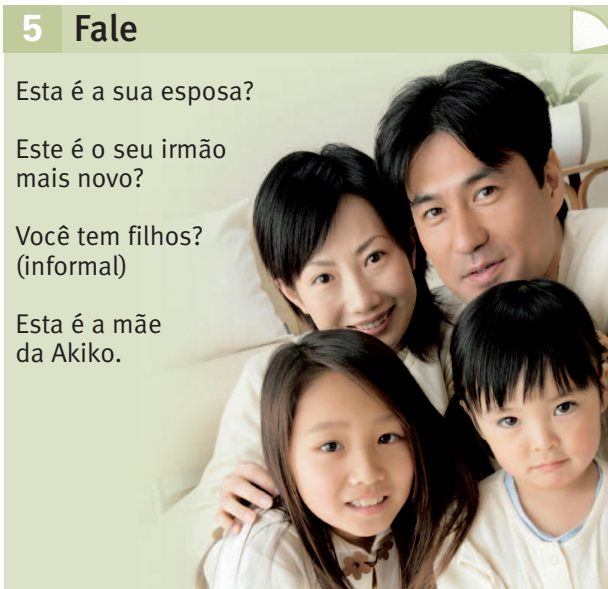 5 Fale
Esta é a sua esposa?
Este é o seu irmão
mais novo?
Você tem filhos?
(informal)
Esta é a mãe
da Akiko.